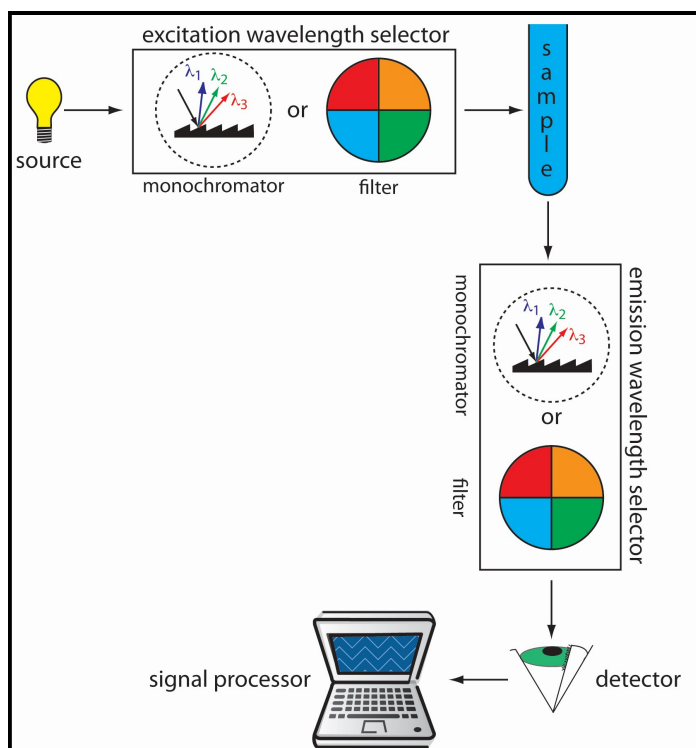 excitation wavelength selector
λ1
λ2
λ3
or
source
monochromator
filter
sample
emission wavelength selector
monochromator
λ1
λ2
λ3
or
filter
signal processor
detector